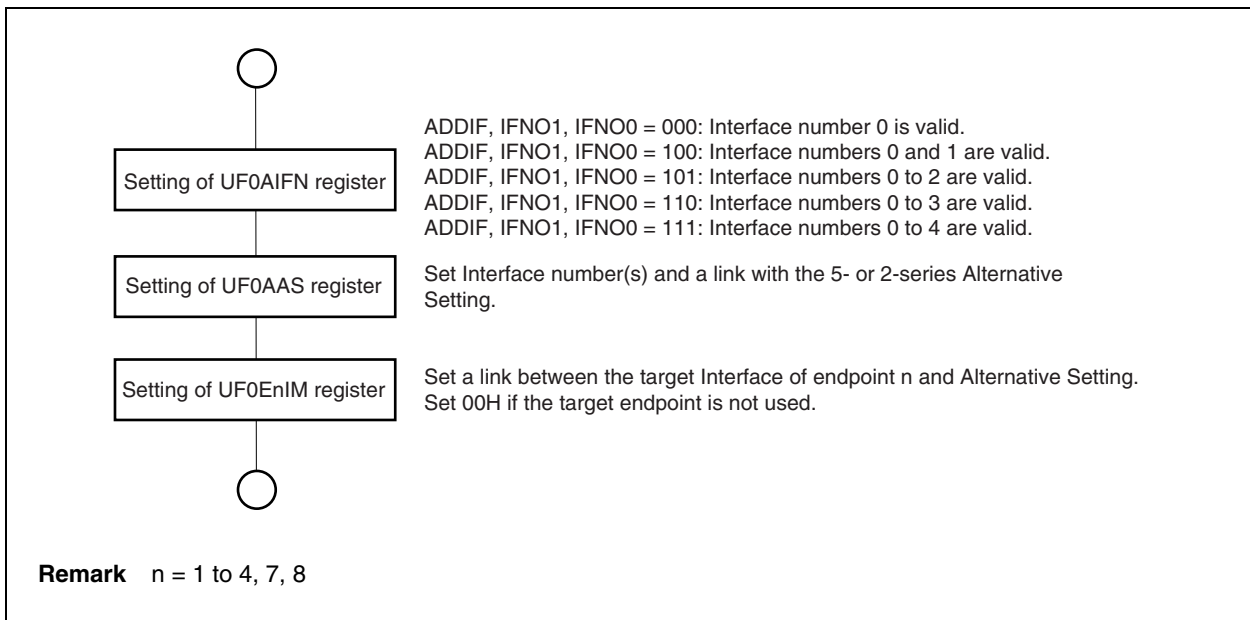 Setting of UF0AIFN register
ADDIF, IFNO1, IFNO0 = 000: Interface number 0 is valid.
ADDIF, IFNO1, IFNO0 = 100: Interface numbers 0 and 1 are valid.
ADDIF, IFNO1, IFNO0 = 101: Interface numbers 0 to 2 are valid.
ADDIF, IFNO1, IFNO0 = 110: Interface numbers 0 to 3 are valid.
ADDIF, IFNO1, IFNO0 = 111: Interface numbers 0 to 4 are valid.
Setting of UF0AAS register
Set Interface number(s) and a link with the 5- or 2-series Alternative
Setting.
Setting of UF0EnIM register
Set a link between the target Interface of endpoint n and Alternative Setting.
Set 00H if the target endpoint is not used.
Remark n = 1 to 4, 7, 8